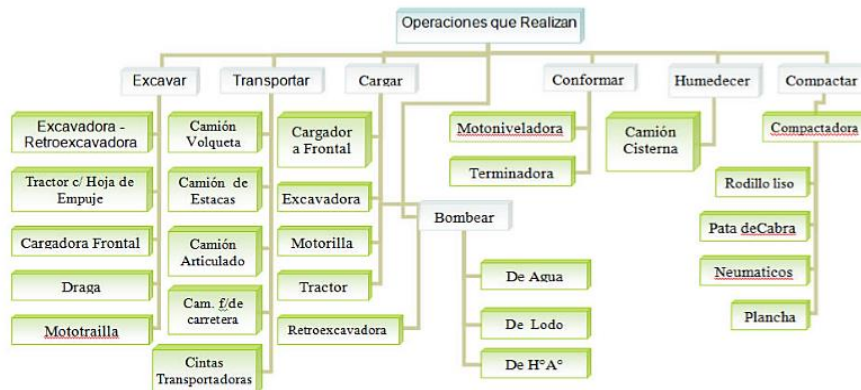 Operaciones que Realizan
Excavar
Transportar
Cargar
Conformar
Humedecer
Compactar
Excavadora -
Retroexcavadora
Tractor c/ Hoja de
Empuje
Cargadora Frontal
Draga
Mototrailla
Camión
Volqueta
Camión de
Estacas
Camión
Articulado
Cam. f/de
carretera
Cintas
Transportadoras
Cargador
a Frontal
Excavadora
Motorilla
Tractor
Retroexcavadora
Bombear
De Agua
De Lodo
De H°A°
Motoniveladora
Terminadora
Camión
Cisterna
Compactadora
Rodillo liso
Pata deCabra
Neumaticos
Plancha